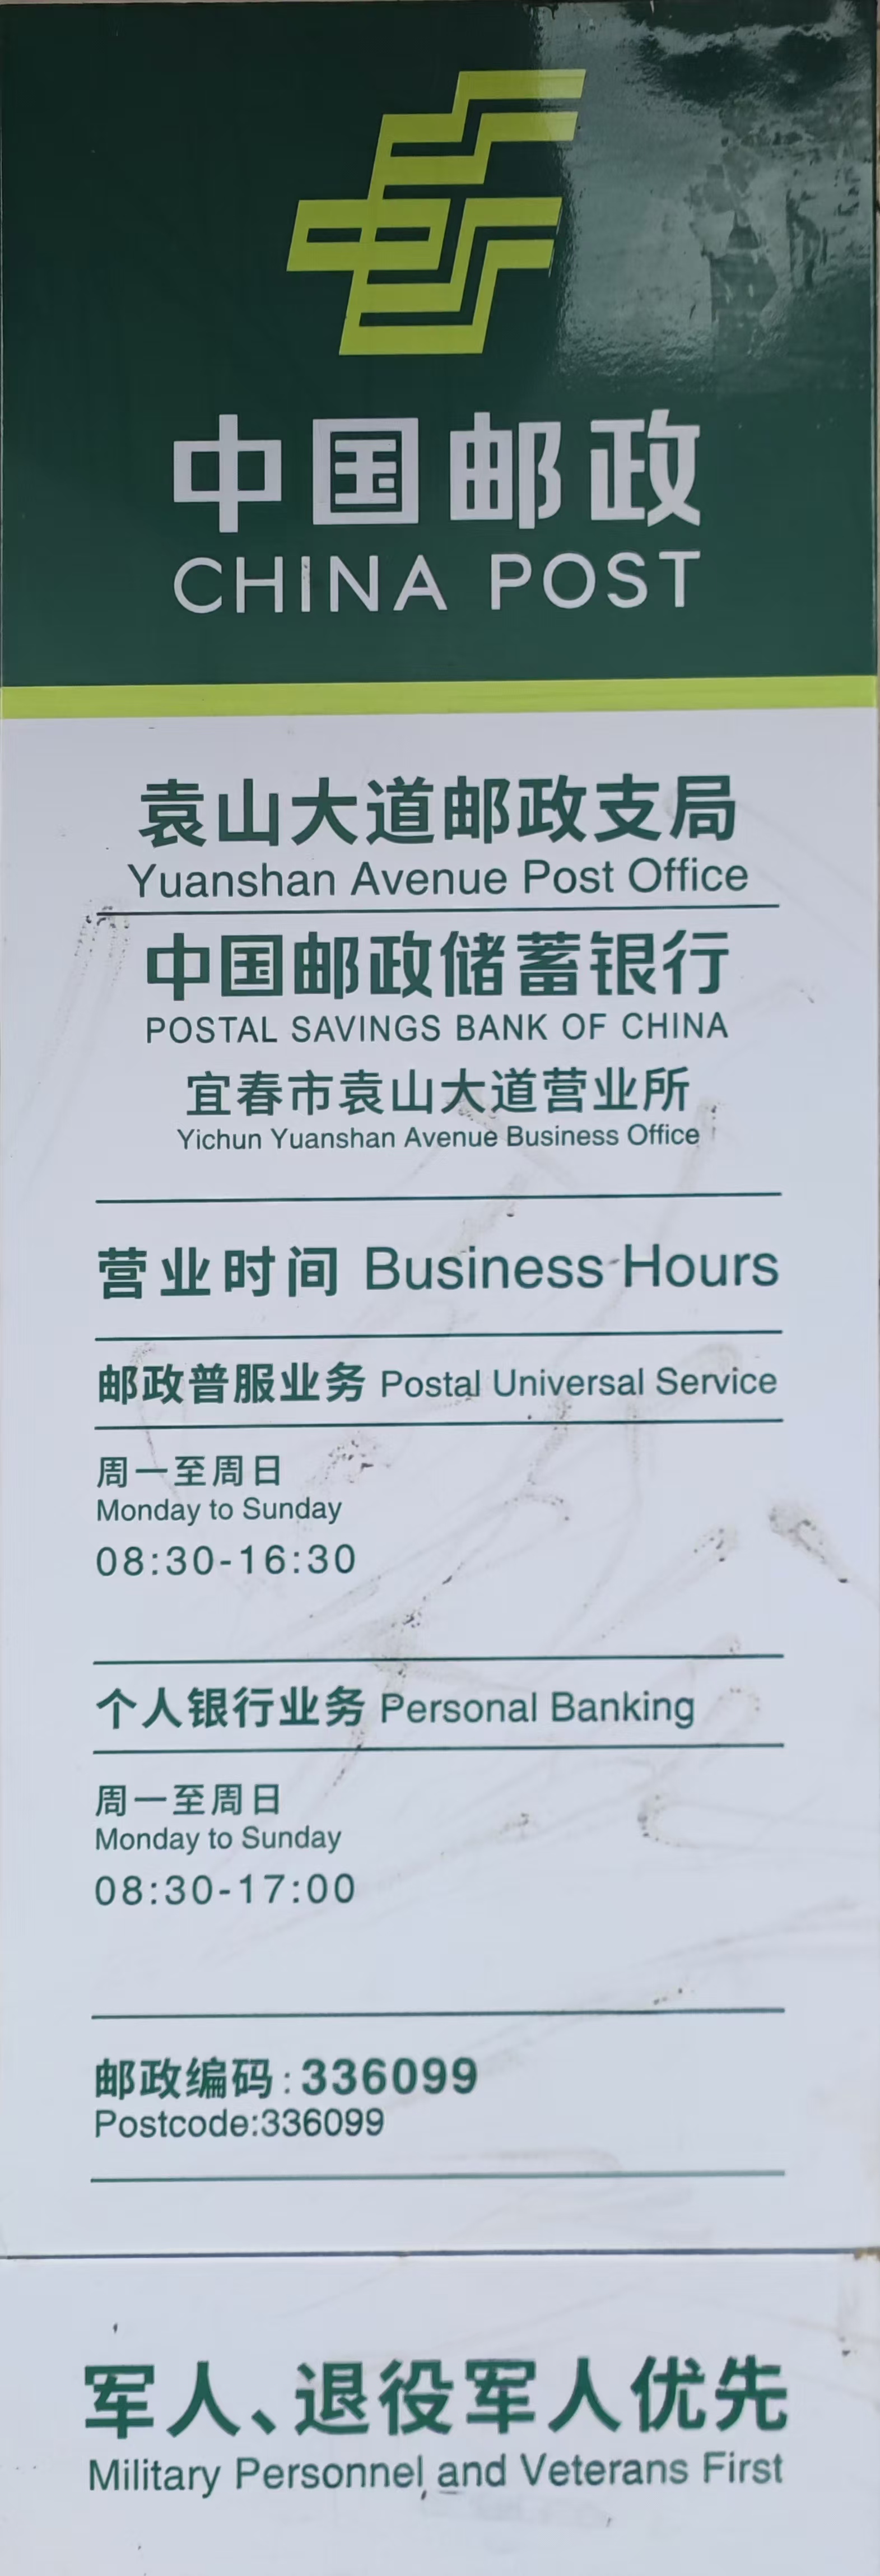 中国邮政
CHINA POST
袁山大道邮政支局
Yuanshan Avenue Post Office
中国邮政储蓄银行
POSTAL SAVINGS BANK OF CHINA
宜春市袁山大道营业所
Yichun Yuanshan Avenue Business Office
营业时间 Business Hours
邮政普服业务 Postal Universal Service
周一至周日
Monday to Sunday
08:30-16:30
个人银行业务 Personal Banking
周一至周日
Monday to Sunday
08:30-17:00
邮政编码:336099
Postcode:336099
军人、退役军人优先
Military Personnel and Veterans First